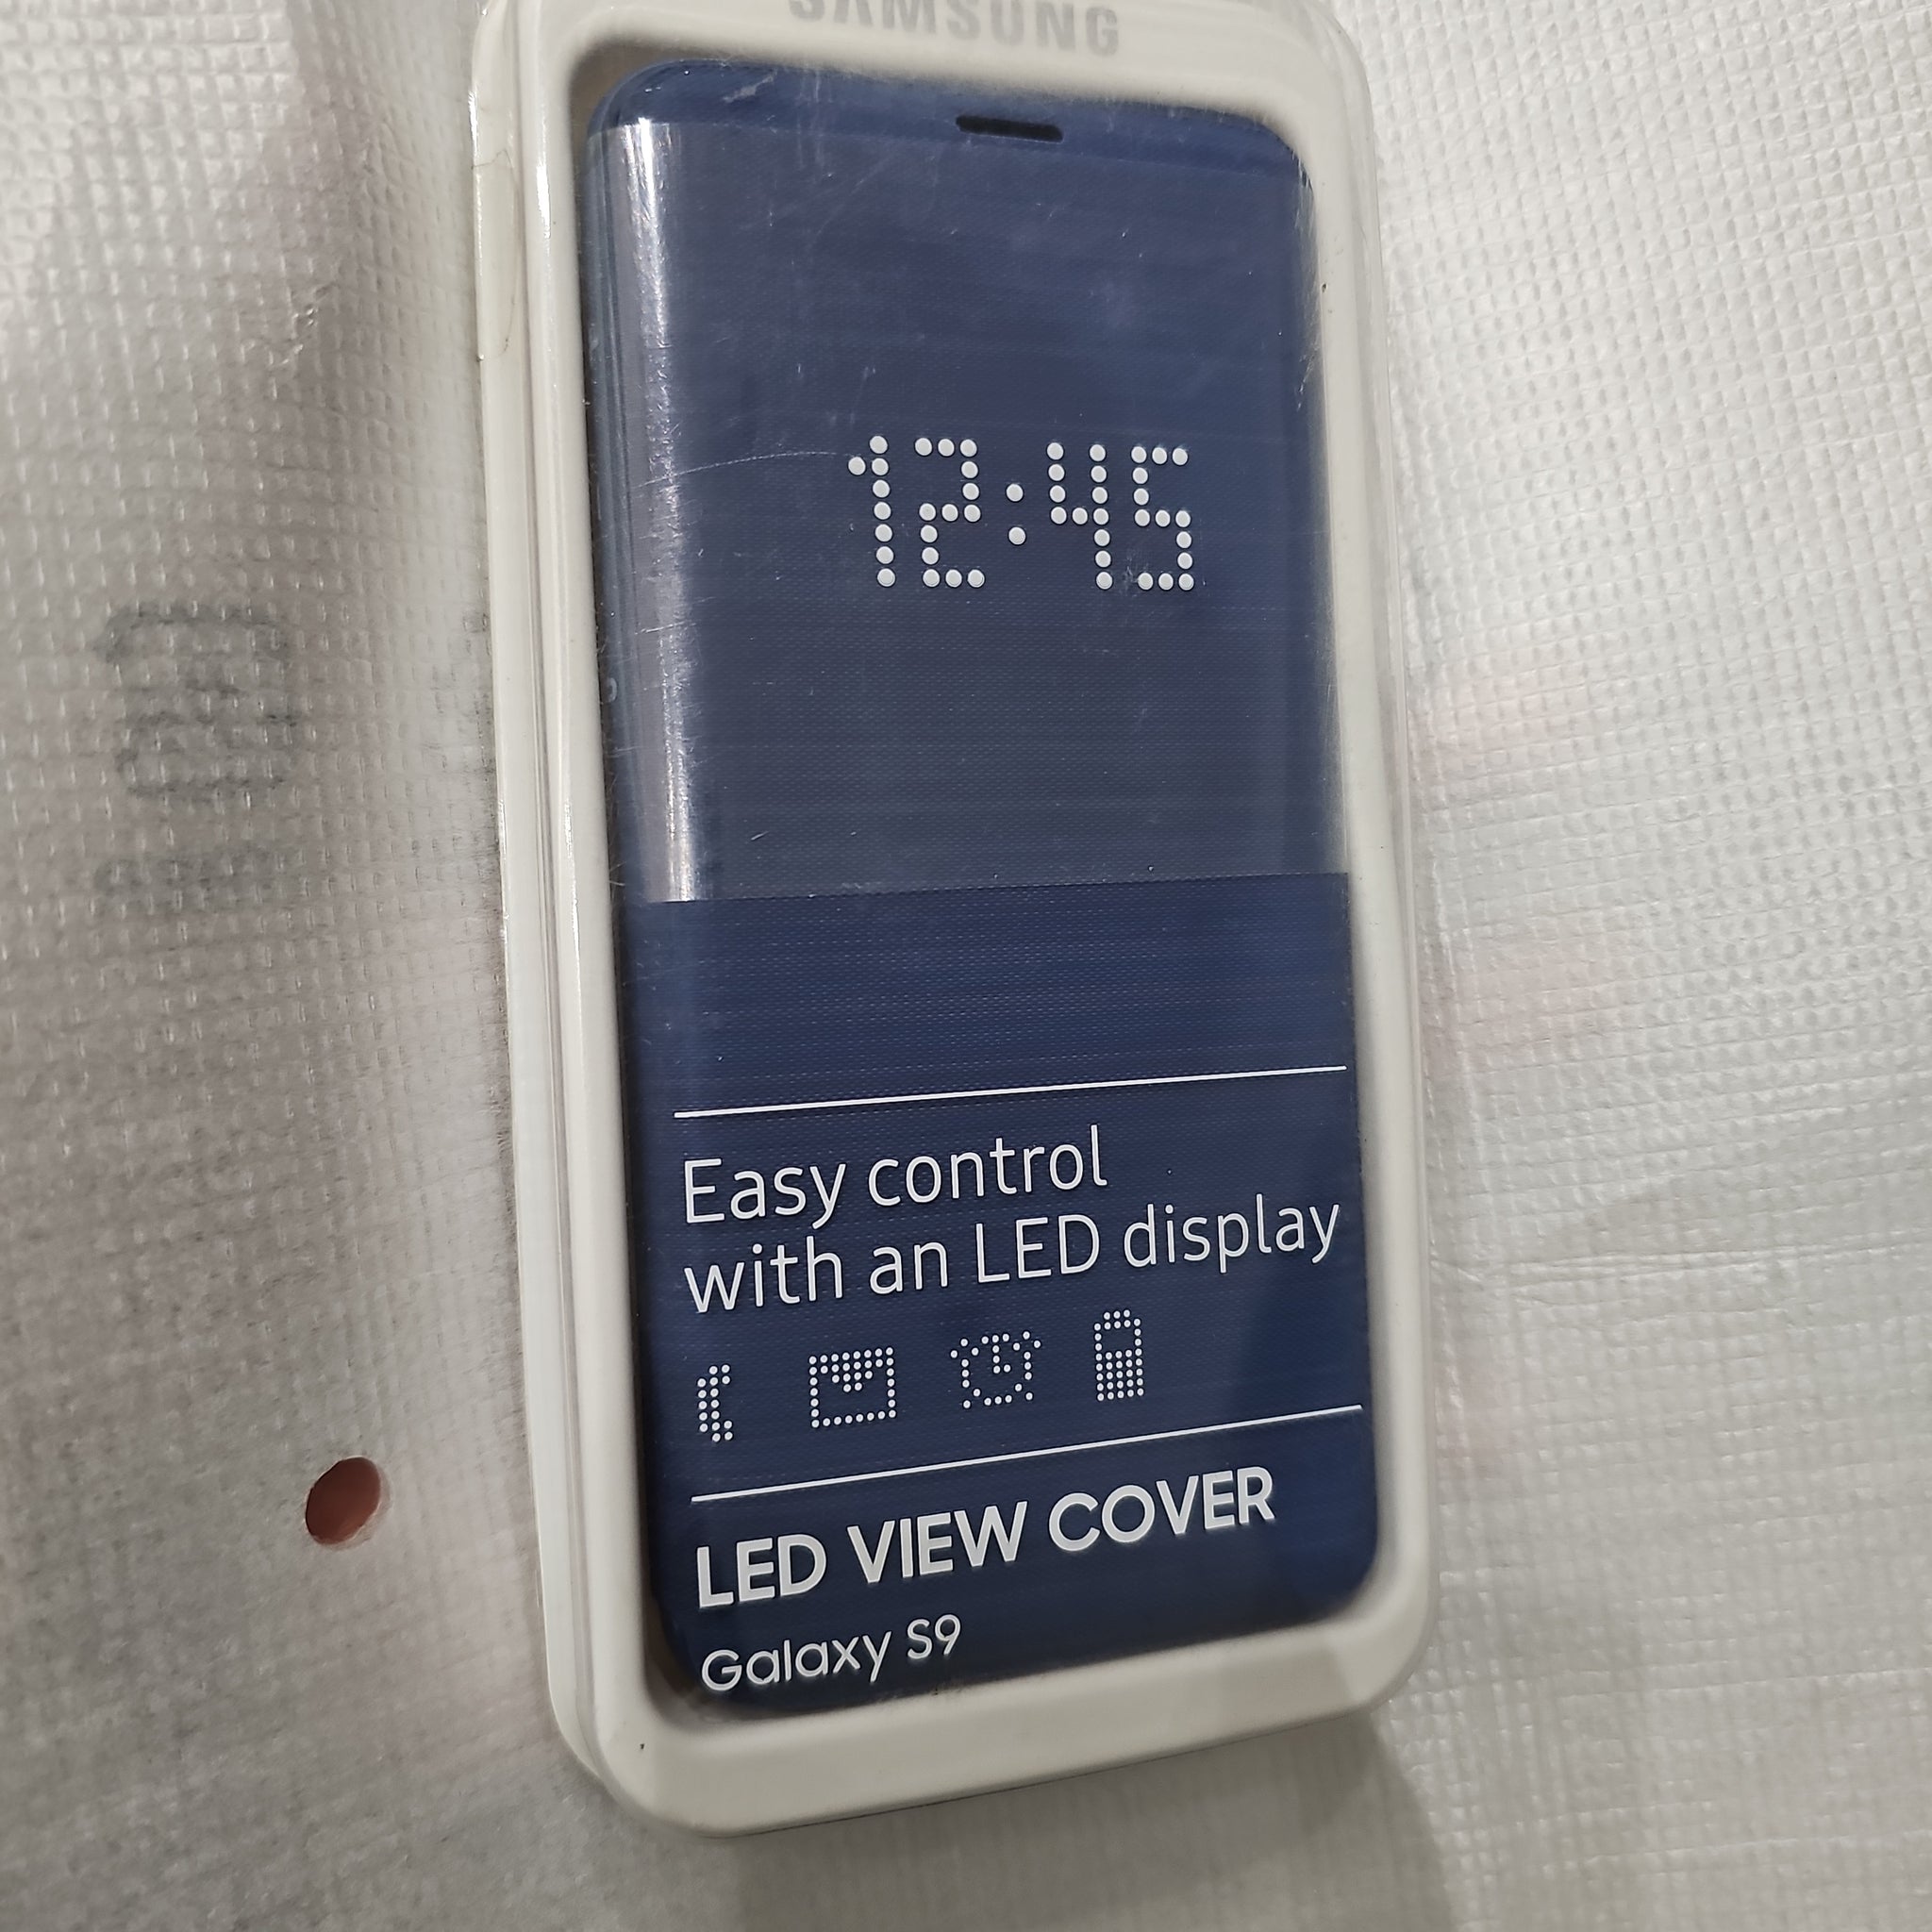 SAMSUNG
12:45
Easy control
with an LED display
LED VIEW COVER
Galaxy S9